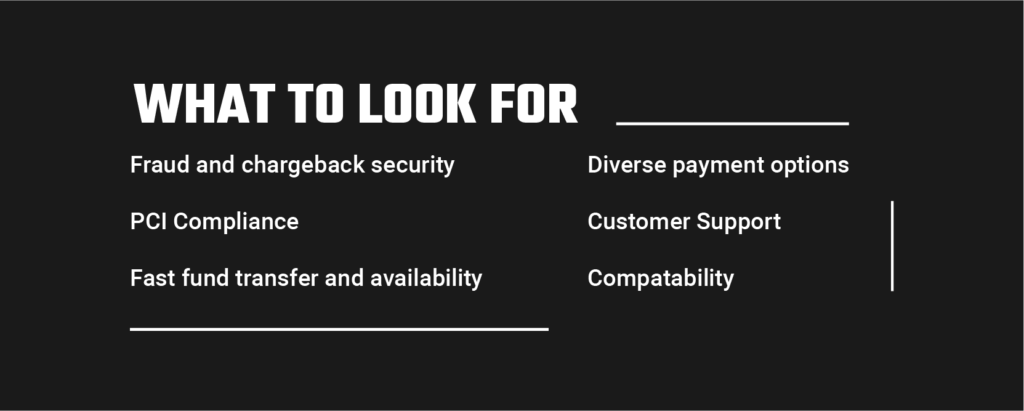 WHAT TO LOOK FOR
Fraud and chargeback security
PCI Compliance
Fast fund transfer and availability
Diverse payment options
Customer Support
Compatability